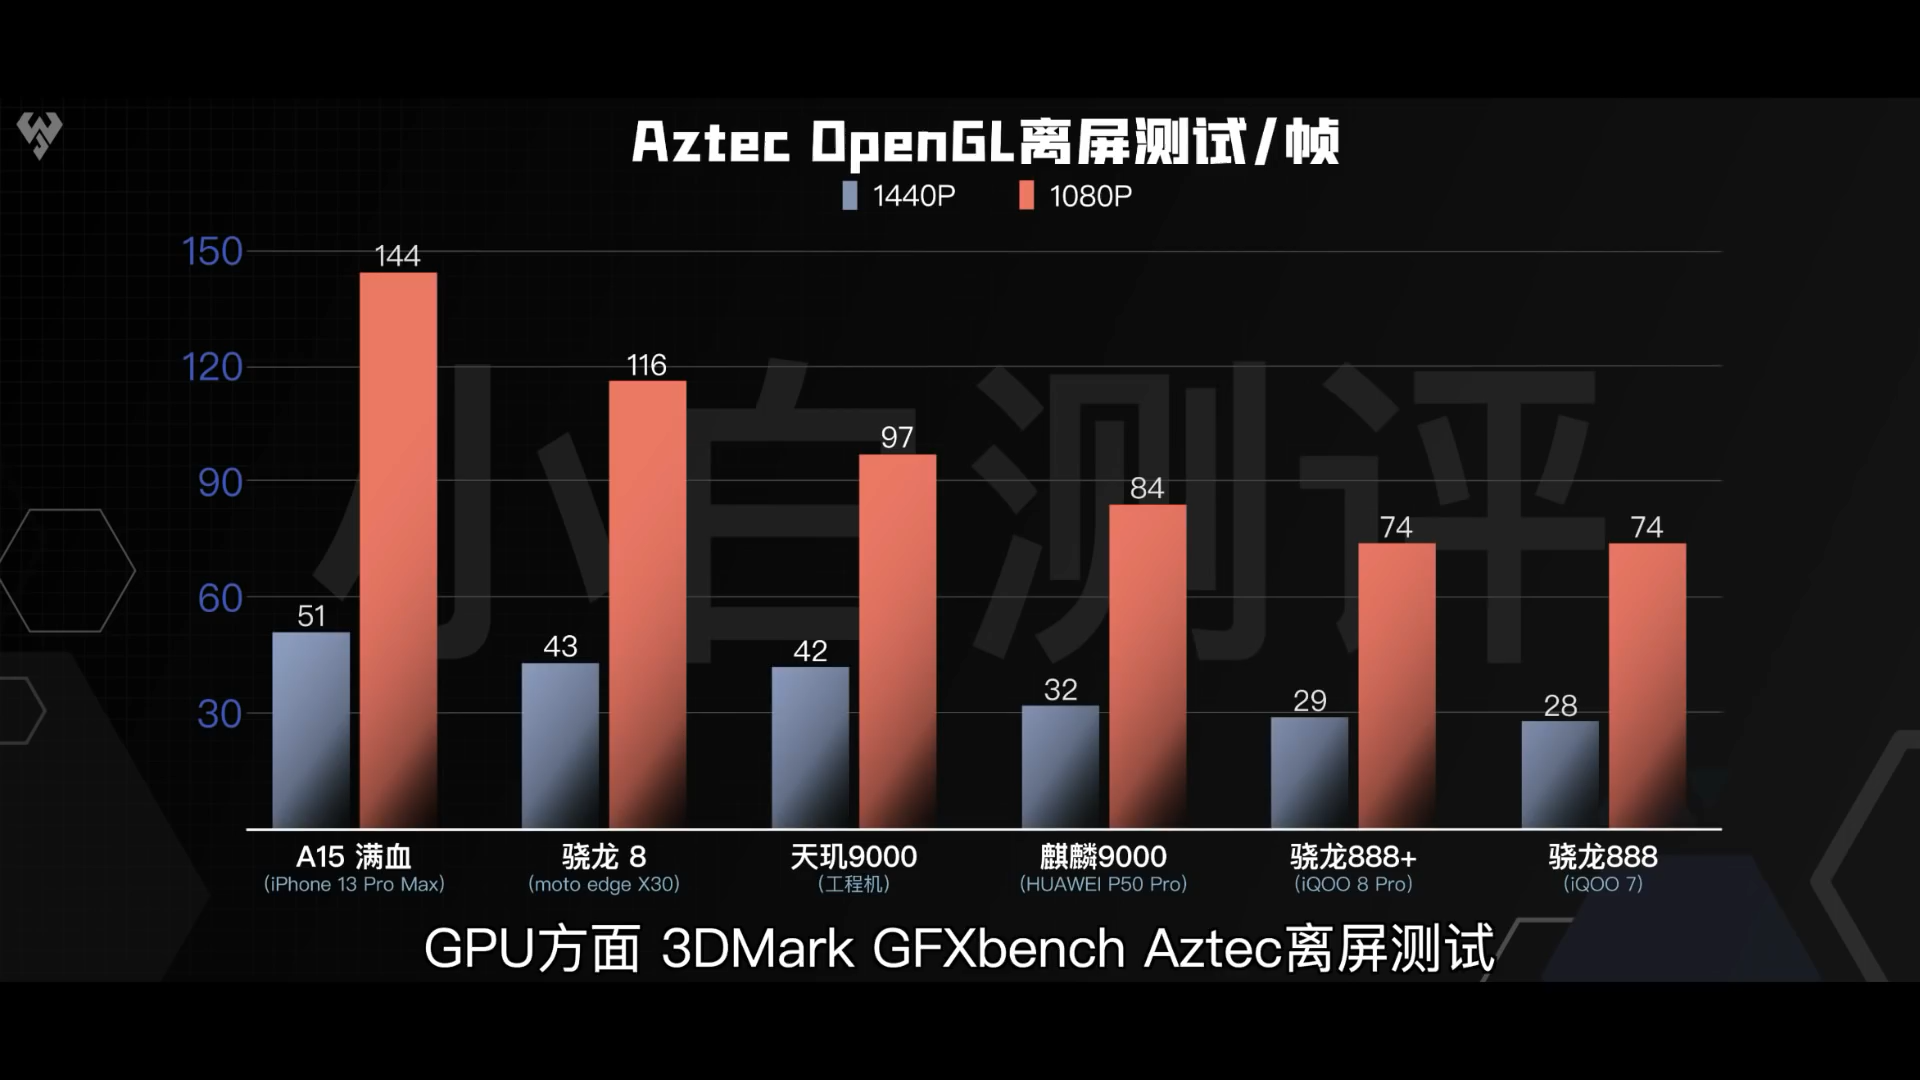 Aztec OpenGL离屏测试/帧
1440P 1080P
150
120
90
60
30
144
116
97
84
74
74
51
43
42
32
29
28
小白测评
A15 满血 骁龙 8 天玑9000 麒麟9000 骁龙888+ 骁龙888
(iPhone 13 Pro Max) (moto edge X30) (工程机) (HUAWEI P50 Pro) (iQOO 8 Pro) (iQOO 7)
GPU方面 3DMark GFXbench Aztec离屏测试